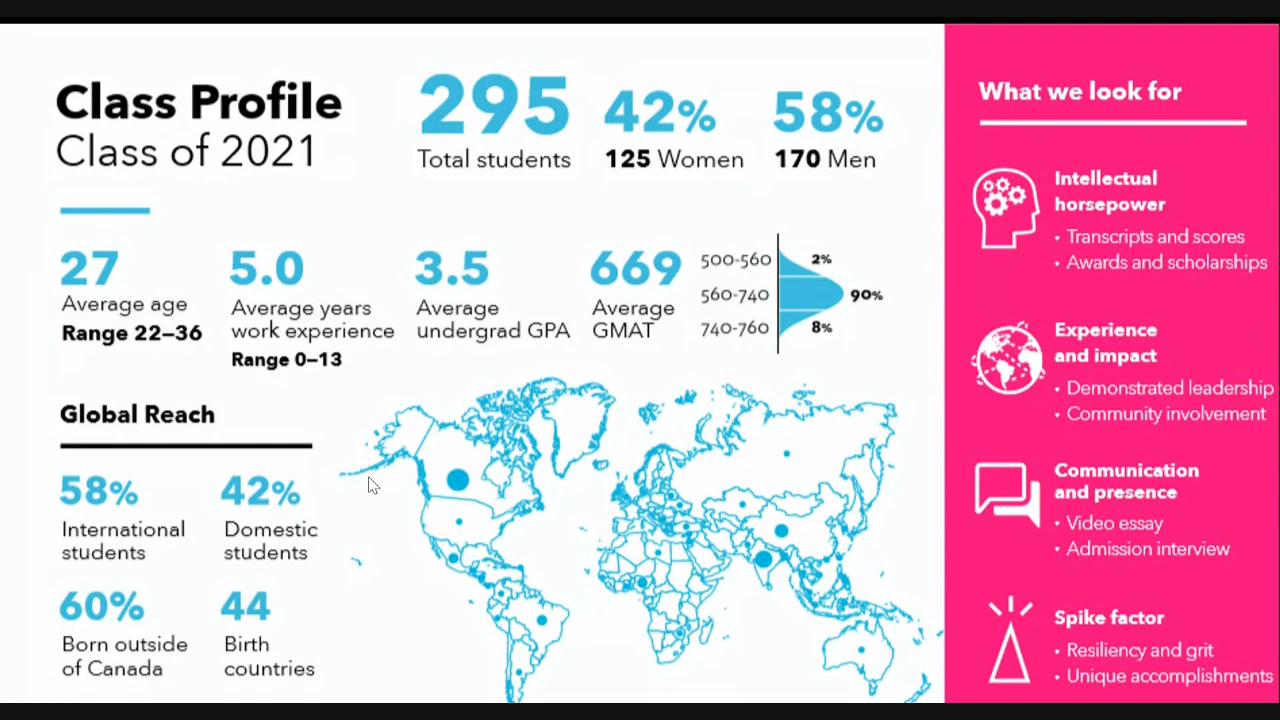 Class Profile
Class of 2021
295
Total students
42%
125 Women
58%
170 Men
27
Average age
Range 22–36
5.0
Average years
work experience
Range 0–13
3.5
Average
undergrad GPA
669
Average
GMAT
500-560 2%
560-740 90%
740-760 8%
Global Reach
58%
International
students
42%
Domestic
students
60%
Born outside
of Canada
44
Birth
countries
What we look for
Intellectual
horsepower
• Transcripts and scores
• Awards and scholarships
Experience
and impact
• Demonstrated leadership
• Community involvement
Communication
and presence
• Video essay
• Admission interview
Spike factor
• Resiliency and grit
• Unique accomplishments